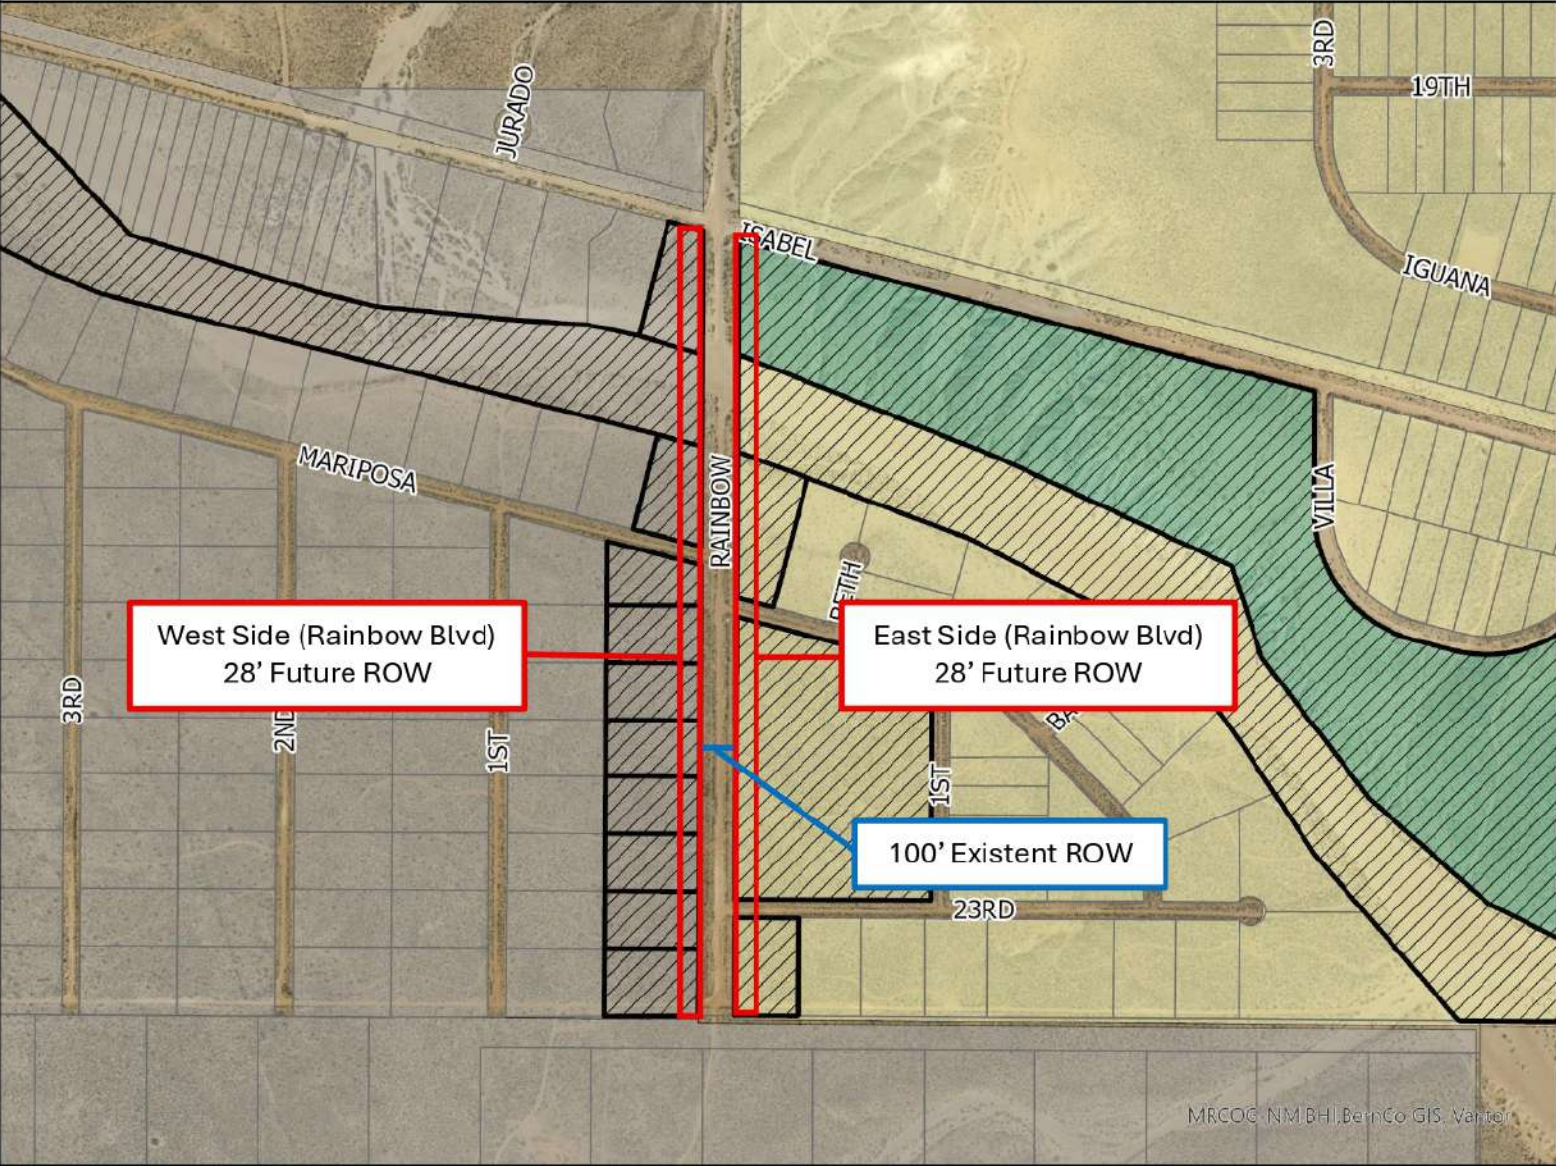 3RD
19TH
JURADO
ISABEL
IGUANA
MARIPOSA
RAINBOW
VILLA
BETH
West Side (Rainbow Blvd)
28’ Future ROW
East Side (Rainbow Blvd)
28’ Future ROW
3RD
2ND
1ST
BA
1ST
100’ Existent ROW
23RD
MRCOG-NM,BHI,BernCo GIS, Vantor